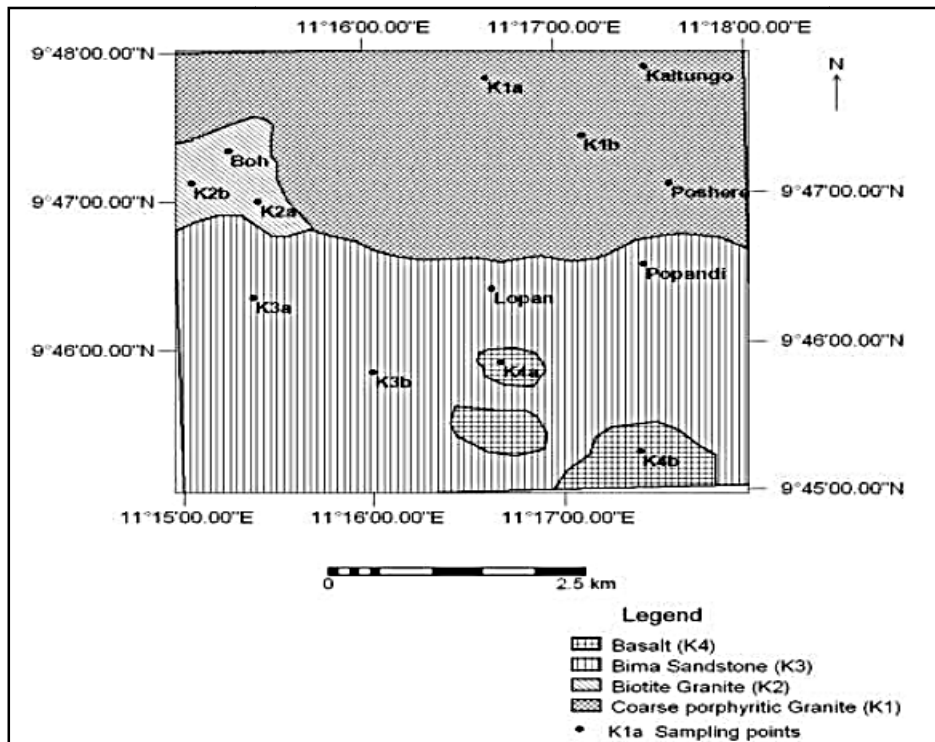 11°16'00.00"E 11°17'00.00"E 11°18'00.00"E
9°48'00.00"N
N
K1a
Kaltungo
K1b
Boh
K2b
Poshere
9°47'00.00"N
9°47'00.00"N
K2a
Popandi
K3a
Lopan
9°46'00.00"N
9°46'00.00"N
K4a
K3b
K4b
9°45'00.00"N
11°15'00.00"E 11°16'00.00"E 11°17'00.00"E
0 2.5 km
Legend
Basalt (K4)
Bima Sandstone (K3)
Biotite Granite (K2)
Coarse porphyritic Granite (K1)
K1a Sampling points